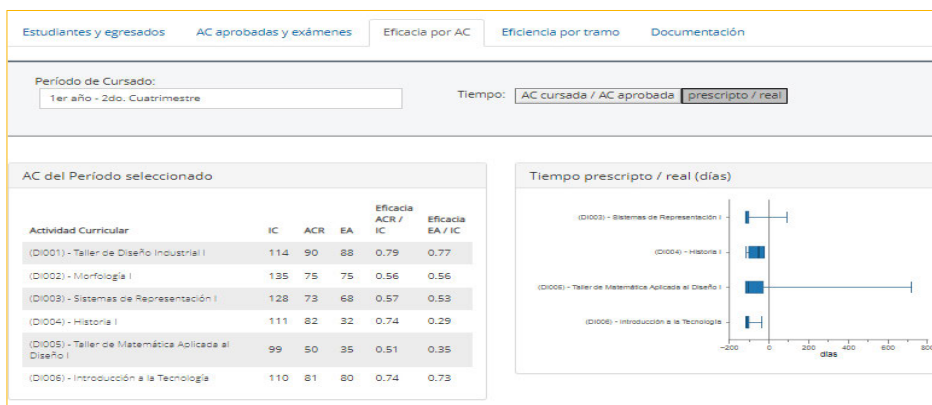 Estudiantes y egresados AC aprobadas y exámenes Eficacia por AC Eficiencia por tramo Documentación
Período de Cursado:
1er año - 2do. Cuatrimestre
Tiempo: AC cursada / AC aprobada prescripto / real
AC del Período seleccionado
Actividad Curricular IC ACR EA Eficacia ACR / IC Eficacia EA / IC
(DI001) - Taller de Diseño Industrial I 114 90 88 0.79 0.77
(DI002) - Morfología I 135 75 75 0.56 0.56
(DI003) - Sistemas de Representación I 128 73 68 0.57 0.53
(DI004) - Historia I 111 82 32 0.74 0.29
(DI005) - Taller de Matemática Aplicada al
Diseño I 99 50 35 0.51 0.35
(DI006) - Introducción a la Tecnología 110 81 80 0.74 0.73
Tiempo prescripto / real (días)
(DI003) - Sistemas de Representación I
(DI004) - Historia I
(DI005) - Taller de Matemática Aplicada al Diseño I
(DI006) - Introducción a la Tecnología
−200 0 200 400 600
días